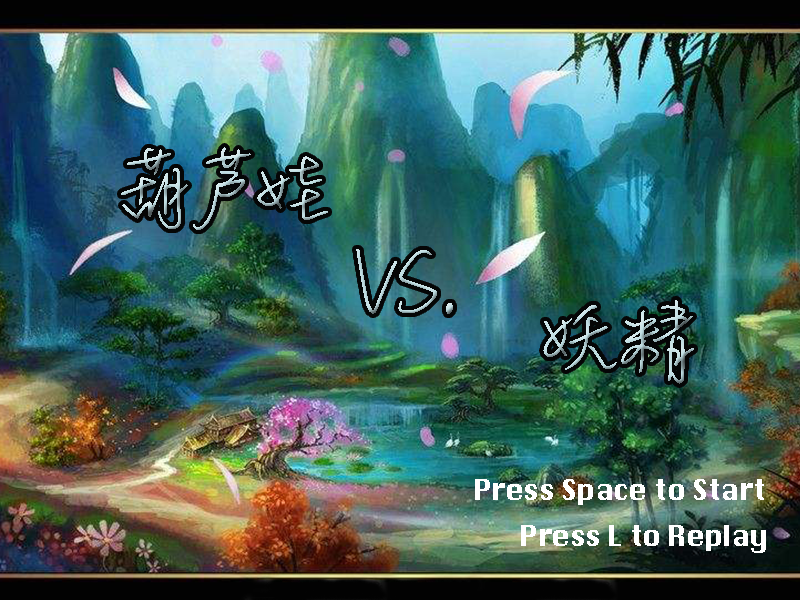 葫芦娃
VS.
妖精
Press Space to Start
Press L to Replay